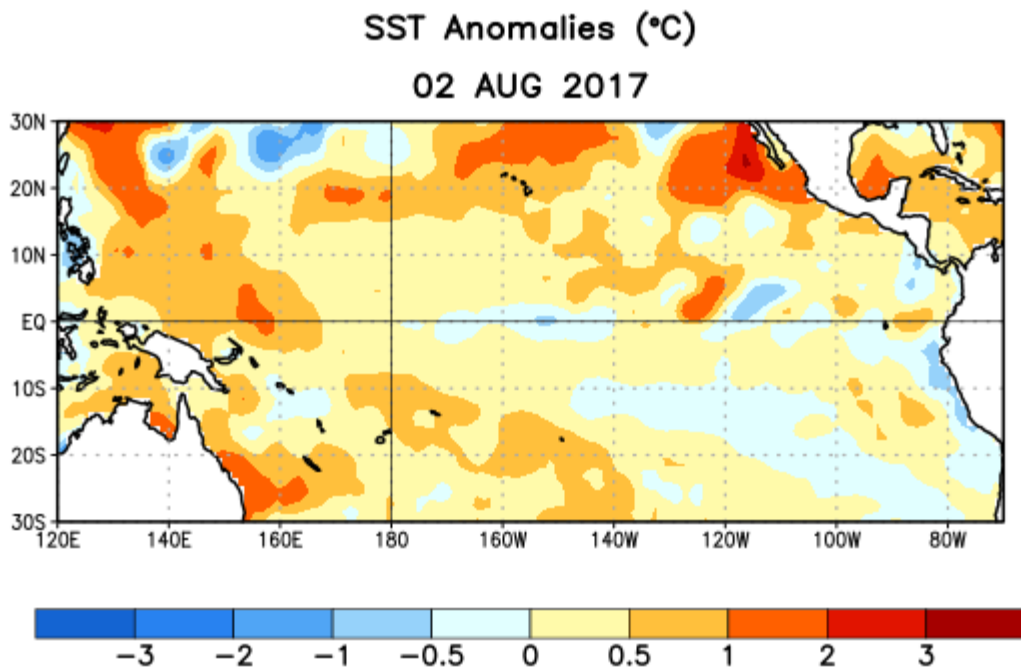 SST Anomalies (°C)
02 AUG 2017
30N
20N
10N
EQ
10S
20S
30S
120E 140E 160E 180 160W 140W 120W 100W 80W
-3 -2 -1 -0.5 0 0.5 1 2 3